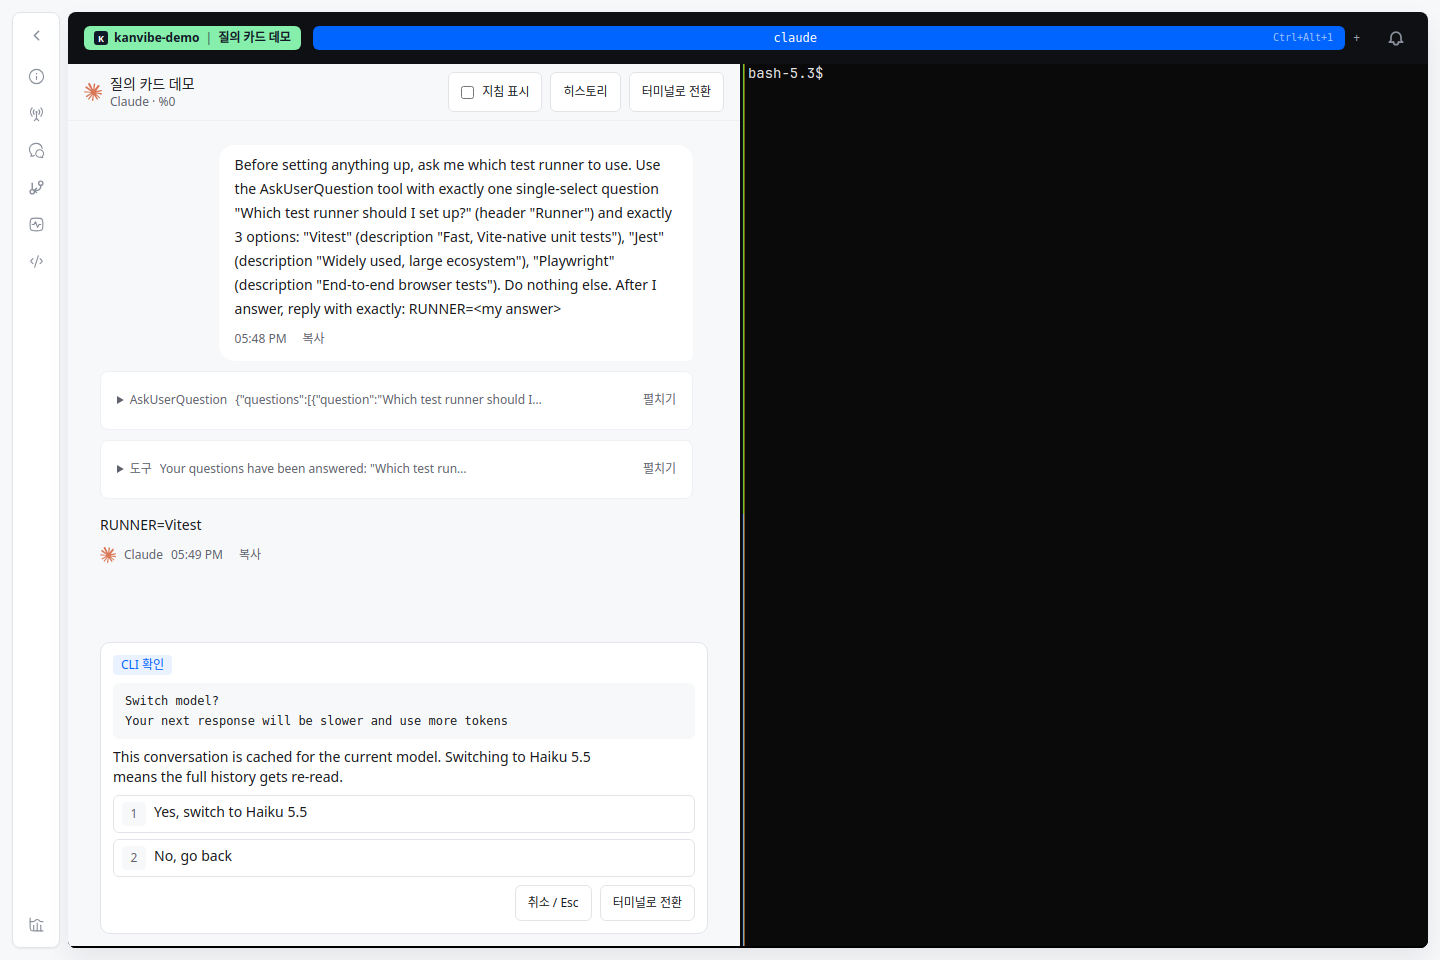 K kanvibe-demo | 질의 카드 데모
claude
Ctrl+Alt+1
+
질의 카드 데모
Claude · %0
지침 표시
히스토리
터미널로 전환
bash-5.3$
Before setting anything up, ask me which test runner to use. Use
the AskUserQuestion tool with exactly one single-select question
"Which test runner should I set up?" (header "Runner") and exactly
3 options: "Vitest" (description "Fast, Vite-native unit tests"), "Jest"
(description "Widely used, large ecosystem"), "Playwright"
(description "End-to-end browser tests"). Do nothing else. After I
answer, reply with exactly: RUNNER=<my answer>
05:48 PM 복사
AskUserQuestion {"questions":[{"question":"Which test runner should I... 펼치기
도구 Your questions have been answered: "Which test run... 펼치기
RUNNER=Vitest
Claude 05:49 PM 복사
CLI 확인
Switch model?
Your next response will be slower and use more tokens
This conversation is cached for the current model. Switching to Haiku 5.5
means the full history gets re-read.
1 Yes, switch to Haiku 5.5
2 No, go back
취소 / Esc
터미널로 전환